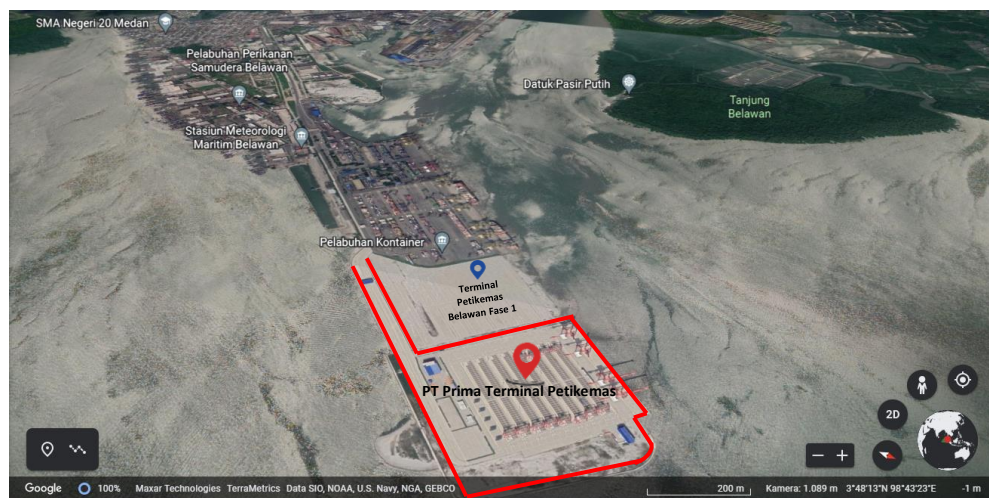 SMA Negeri 20 Medan
Pelabuhan Perikanan
Samudera Belawan
Datuk Pasir Putih
Tanjung
Belawan
Stasiun Meteorologi
Maritim Belawan
Pelabuhan Kontainer
Terminal
Petikemas
Belawan Fase 1
PT Prima Terminal Petikemas
2D
Google 100% Maxar Technologies TerraMetrics Data SIO, NOAA, U.S. Navy, NGA, GEBCO 200 m Kamera: 1.089 m 3°48'13"N 98°43'23"E -1 m